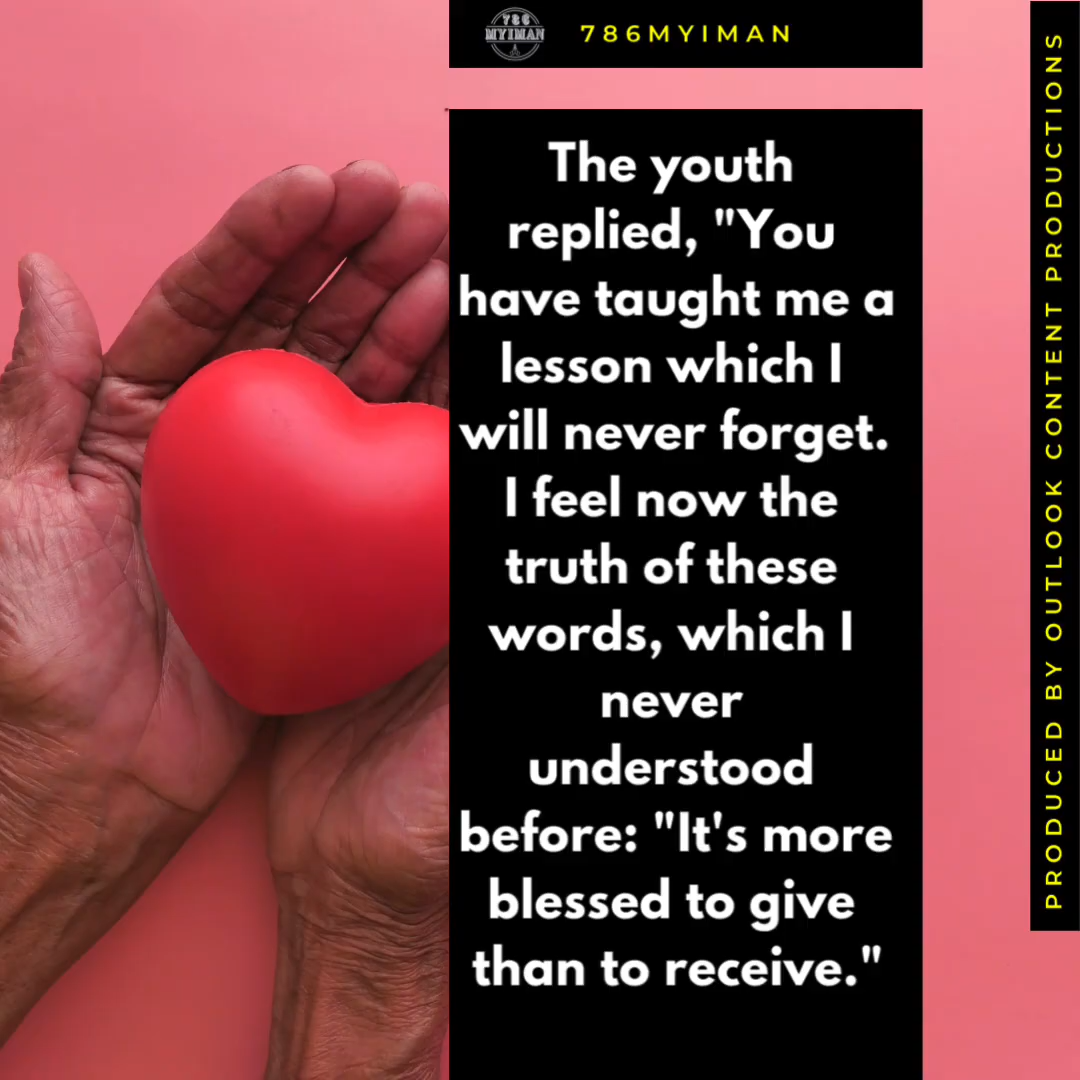 786
MYIMAN
786MYIMAN
The youth
replied, "You
have taught me a
lesson which I
will never forget.
I feel now the
truth of these
words, which I
never
understood
before: "It's more
blessed to give
than to receive."
PRODUCED BY OUTLOOK CONTENT PRODUCTIONS